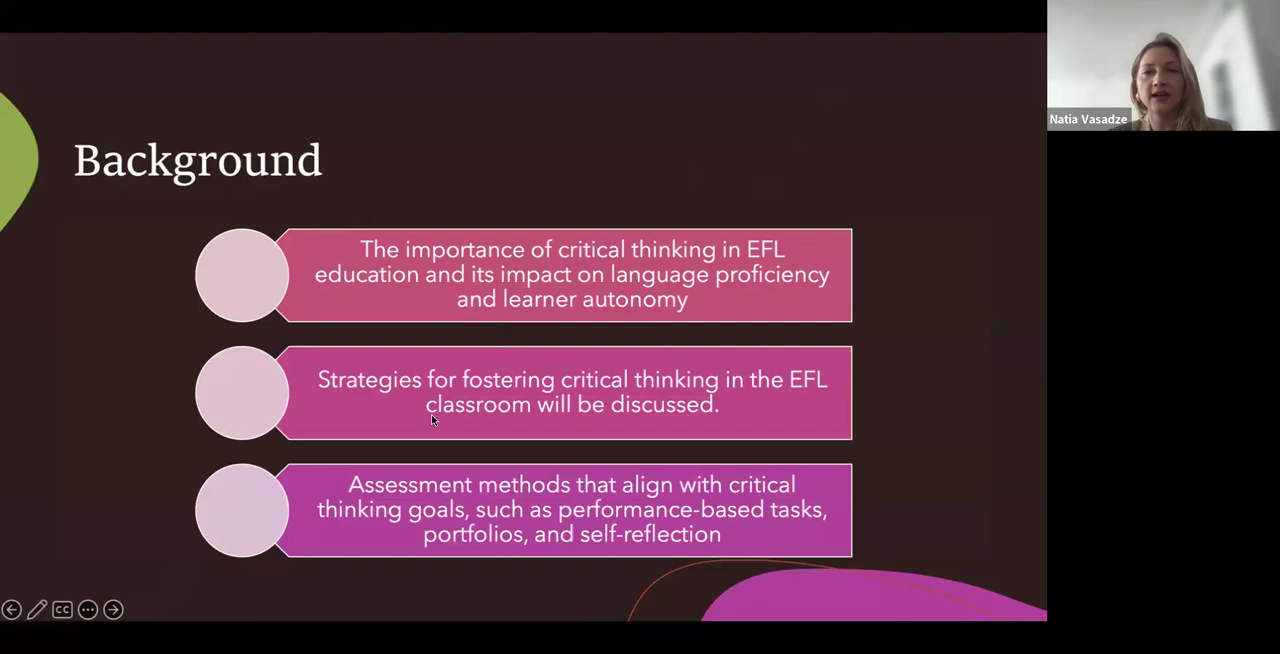 Background
The importance of critical thinking in EFL
education and its impact on language proficiency
and learner autonomy
Strategies for fostering critical thinking in the EFL
classroom will be discussed.
Assessment methods that align with critical
thinking goals, such as performance-based tasks,
portfolios, and self-reflection
Natia Vasadze
CC